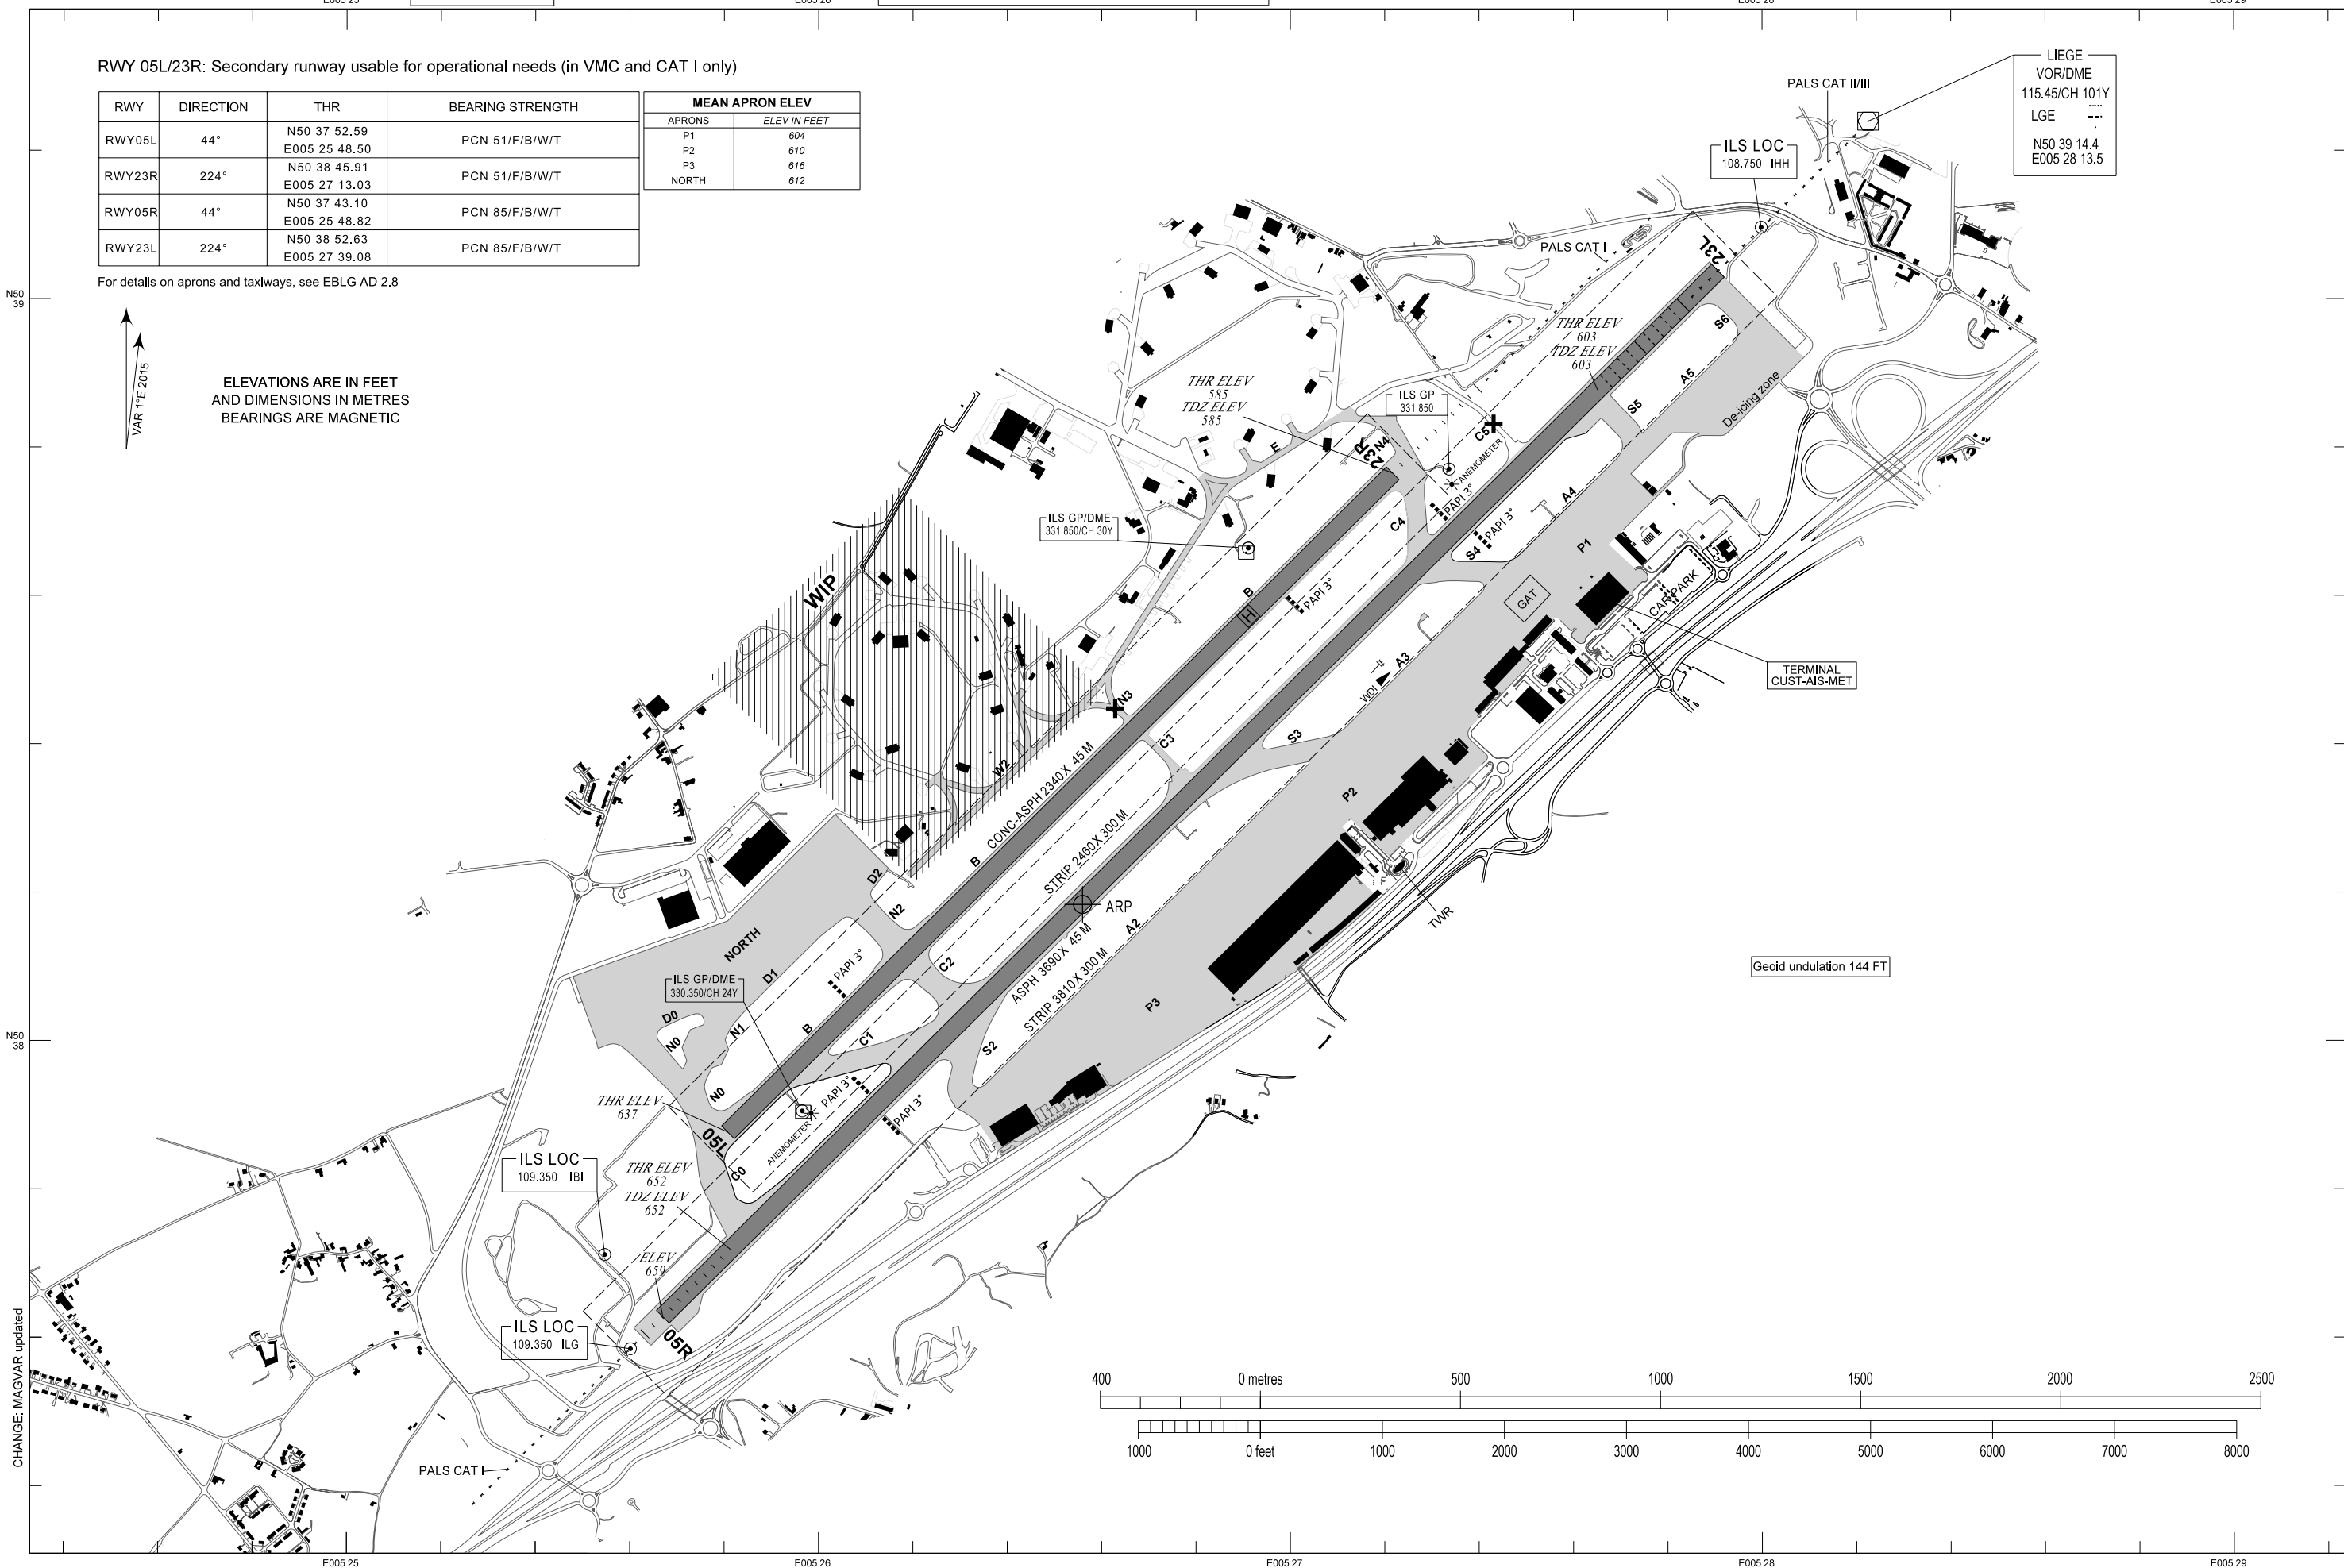 E005 25
E005 26
E005 28
E005 29
RWY 05L/23R: Secondary runway usable for operational needs (in VMC and CAT I only)
RWY DIRECTION THR BEARING STRENGTH
RWY05L 44° N50 37 52.59 E005 25 48.50 PCN 51/F/B/W/T
RWY23R 224° N50 38 45.91 E005 27 13.03 PCN 51/F/B/W/T
RWY05R 44° N50 37 43.10 E005 25 48.82 PCN 85/F/B/W/T
RWY23L 224° N50 38 52.63 E005 27 39.08 PCN 85/F/B/W/T
MEAN APRON ELEV
APRONS ELEV IN FEET
P1 604
P2 610
P3 616
NORTH 612
For details on aprons and taxiways, see EBLG AD 2.8
LIEGE
VOR/DME
115.45/CH 101Y
LGE
N50 39 14.4
E005 28 13.5
PALS CAT II/III
ILS LOC
108.750 IHH
PALS CAT I
23L
N50
39
VAR 1°E 2015
ELEVATIONS ARE IN FEET
AND DIMENSIONS IN METRES
BEARINGS ARE MAGNETIC
THR ELEV
603
TDZ ELEV
603
S6
A5
S5
De-icing zone
THR ELEV
585
TDZ ELEV
585
ILS GP
331.850
C5
E
23R
N4
ANEMOMETER
PAPI 3°
A4
PAPI 3°
S4
C4
P1
ILS GP/DME
331.850/CH 30Y
WIP
B
H
PAPI 3°
GAT
CAR PARK
TERMINAL
CUST-AIS-MET
WDI
A3
N3
S3
C3
W2
CONC-ASPH 2340X 45 M
P2
B
STRIP 2460X 300 M
D2
N2
ARP
A2
TWR
NORTH
D1
PAPI 3°
C2
ASPH 3690X 45 M
STRIP 3810X 300 M
P3
Geoid undulation 144 FT
ILS GP/DME
330.350/CH 24Y
D0
N0
N1
B
C1
S2
N50
38
N0
PAPI 3°
PAPI 3°
THR ELEV
637
05L
ANEMOMETER
C0
ILS LOC
109.350 IBI
THR ELEV
652
TDZ ELEV
652
ELEV
659
ILS LOC
109.350 ILG
05R
PALS CAT I
CHANGE: MAGVAR updated
400 0 metres 500 1000 1500 2000 2500
1000 0 feet 1000 2000 3000 4000 5000 6000 7000 8000
E005 25
E005 26
E005 27
E005 28
E005 29